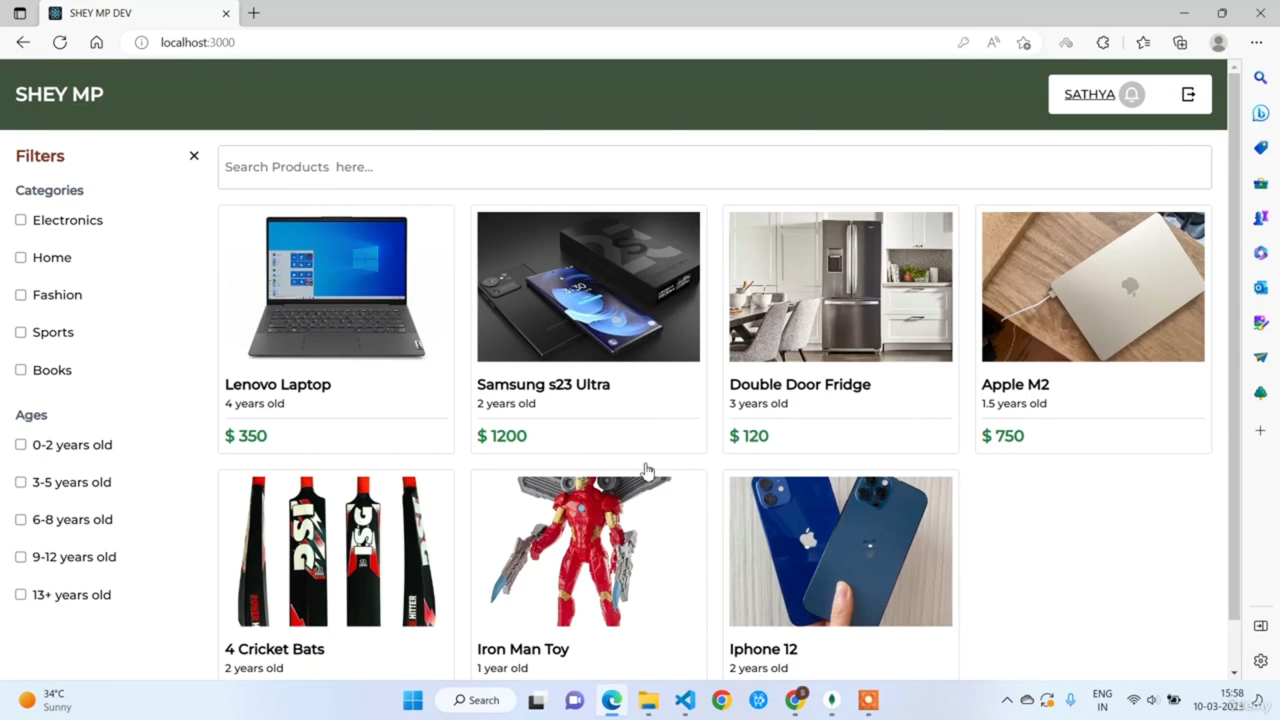 SHEY MP DEV
localhost:3000
SHEY MP
SATHYA
Filters
Search Products here...
Categories
Electronics
Home
Fashion
Sports
Books
Ages
0-2 years old
3-5 years old
6-8 years old
9-12 years old
13+ years old
Lenovo Laptop
4 years old
$ 350
Samsung s23 Ultra
2 years old
$ 1200
Double Door Fridge
3 years old
$ 120
Apple M2
1.5 years old
$ 750
4 Cricket Bats
2 years old
Iron Man Toy
1 year old
Iphone 12
2 years old
HITTER
34°C
Sunny
Search
ENG
IN
15:58
10-03-2023